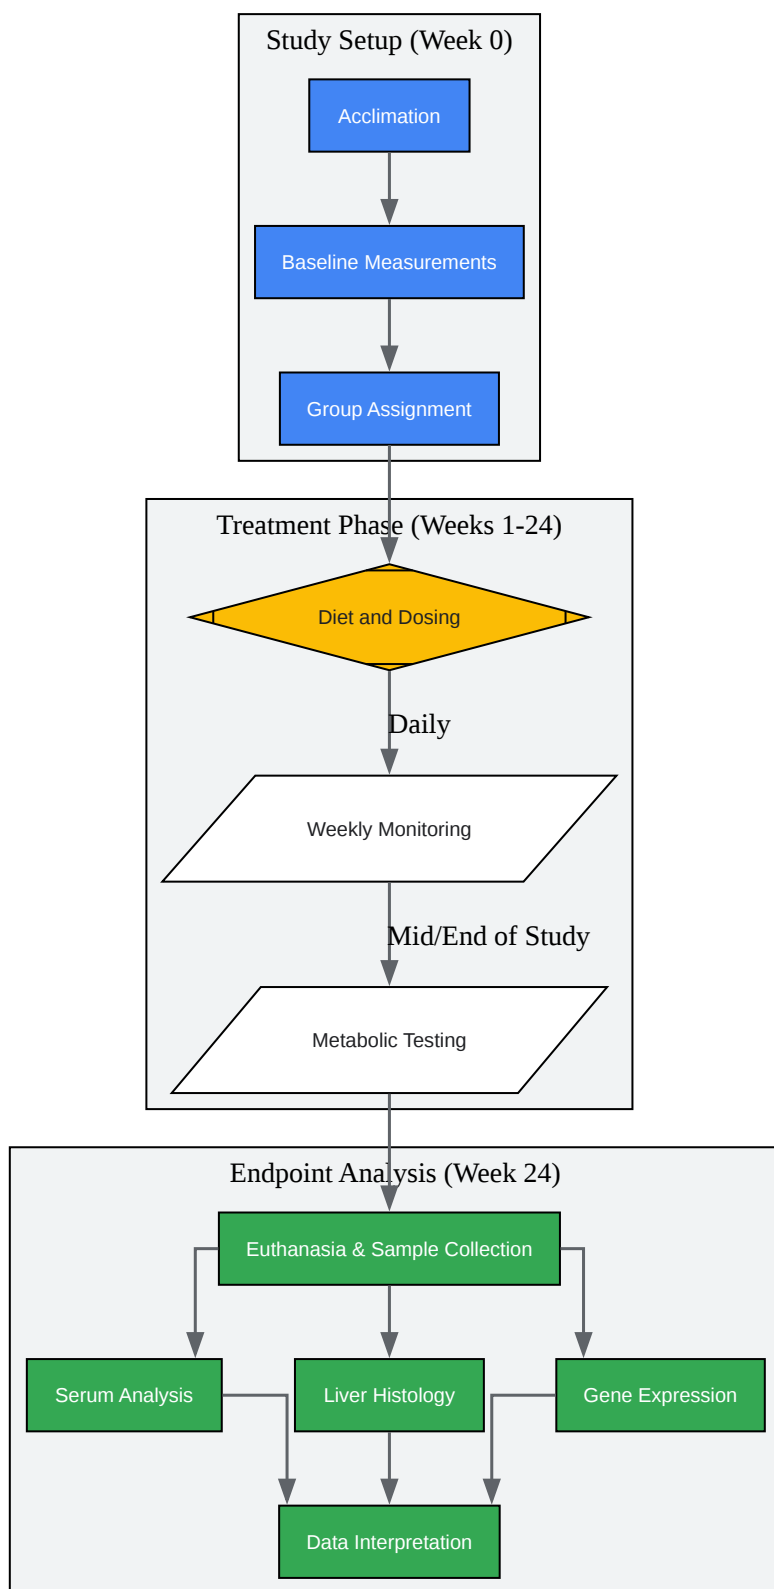 Study Setup (Week 0)
Acclimation
Baseline Measurements
Group Assignment
Treatment Phase (Weeks 1-24)
Diet and Dosing
Daily
Weekly Monitoring
Mid/End of Study
Metabolic Testing
Endpoint Analysis (Week 24)
Euthanasia & Sample Collection
Serum Analysis
Liver Histology
Gene Expression
Data Interpretation